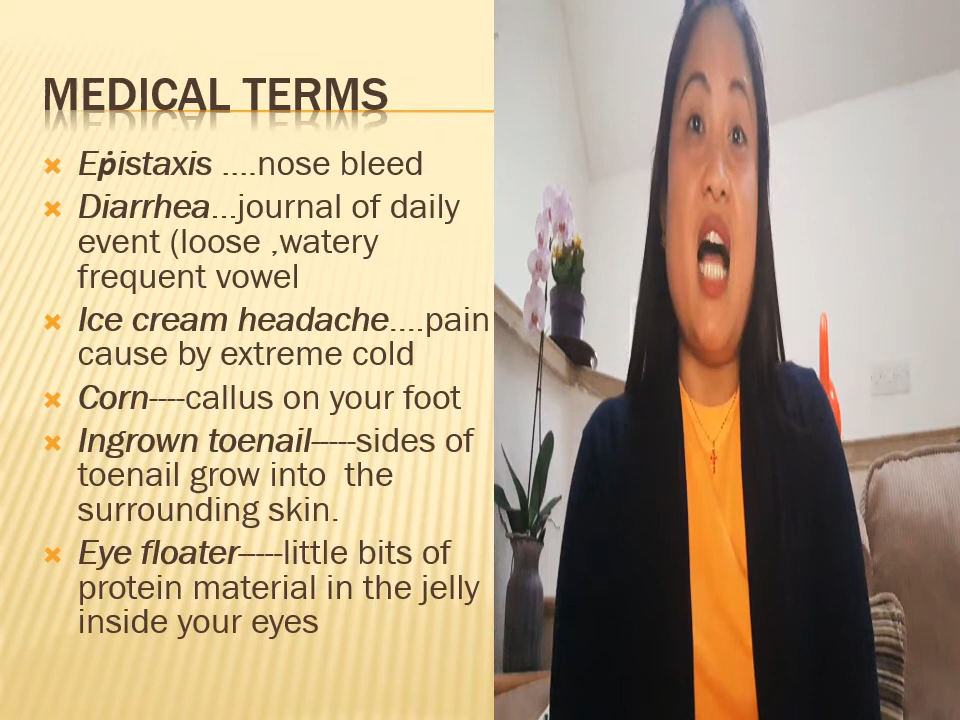 MEDICAL TERMS
Eṗistaxis ....nose bleed
Diarrhea...journal of daily
event (loose ,watery
frequent vowel
Ice cream headache....pain
cause by extreme cold
Corn----callus on your foot
Ingrown toenail-----sides of
toenail grow into  the
surrounding skin.
Eye floater-----little bits of
protein material in the jelly
inside your eyes